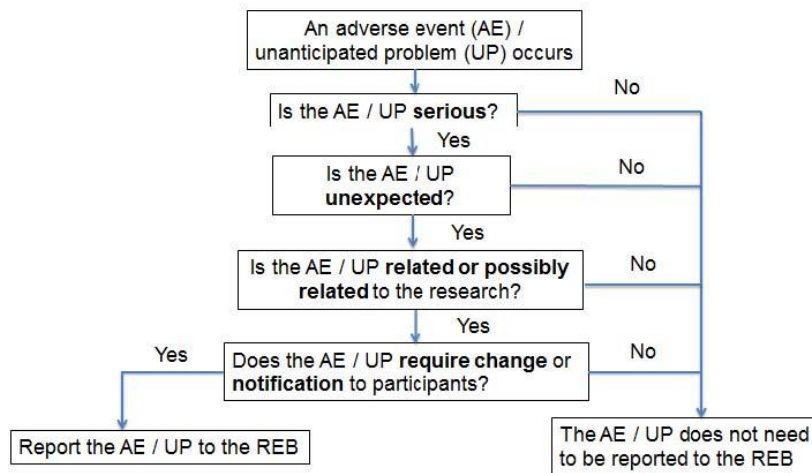 An adverse event (AE) /
unanticipated problem (UP) occurs
No
Is the AE / UP serious?
Yes
Is the AE / UP
unexpected?
No
Yes
Is the AE / UP related or possibly
related to the research?
No
Yes
Yes
Does the AE / UP require change or
notification to participants?
No
Report the AE / UP to the REB
The AE / UP does not need
to be reported to the REB